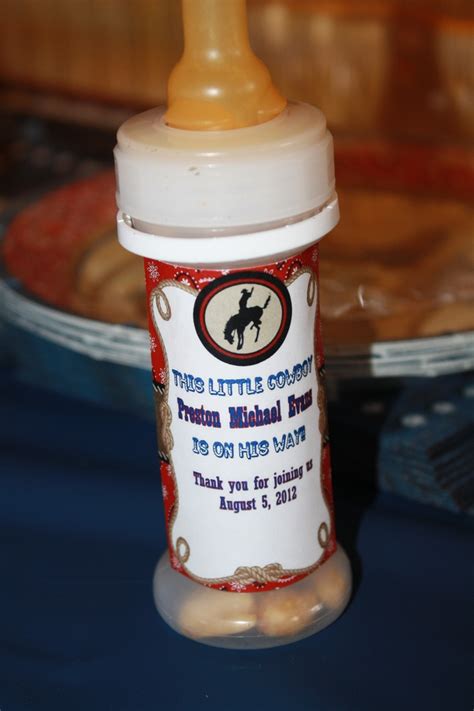 THIS LITTLE COWBOY
Preston Michael Evans
IS ON HIS WAY!!
Thank you for joining us
August 5, 2012